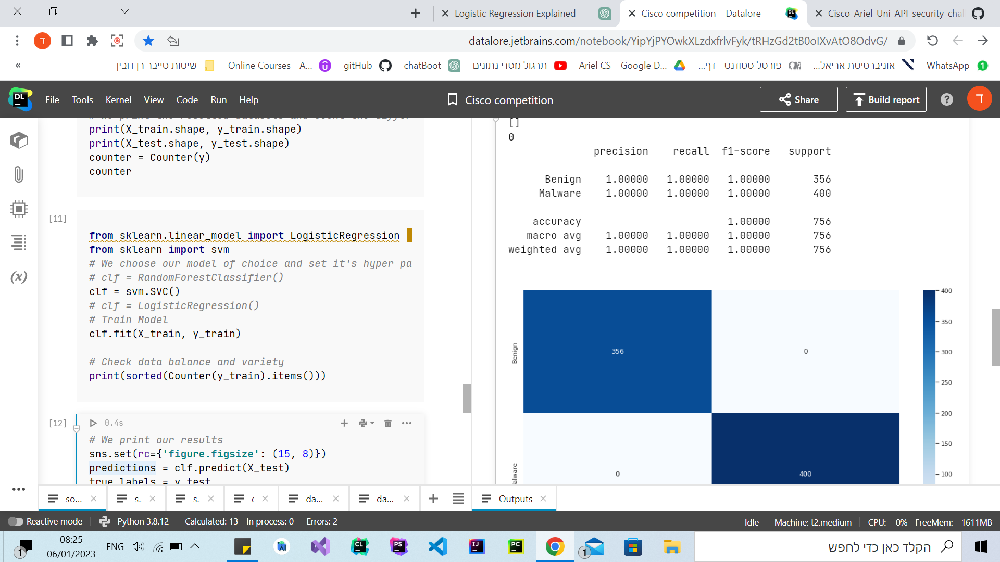 Logistic Regression Explained
Cisco competition – Datalore
Cisco_Ariel_Uni_API_security_chal
datalore.jetbrains.com/notebook/YipYjPYOwkXLzdxfrlvFyk/tRHzGd2tB0oIXvAtO8OdvG/
שיטות סייבר רן דובין
Online Courses - A...
gitHub
chatBoot
תרגול מסדי נתונים
Ariel CS – Google D...
פורטל סטודנט - דף...
אוניברסיטת אריאל...
WhatsApp
DL File Tools Kernel View Code Run Help
Cisco competition
Share
Build report
ד
print(X_train.shape, y_train.shape)
print(X_test.shape, y_test.shape)
counter = Counter(y)
counter
[11]
from sklearn.linear_model import LogisticRegression
from sklearn import svm
# We choose our model of choice and set it's hyper pa
# clf = RandomForestClassifier()
clf = svm.SVC()
# clf = LogisticRegression()
# Train Model
clf.fit(X_train, y_train)
# Check data balance and variety
print(sorted(Counter(y_train).items()))
[12]
0.4s
# We print our results
sns.set(rc={'figure.figsize': (15, 8)})
predictions = clf.predict(X_test)
true_labels = y_test
[]
0
precision recall f1-score support
Benign 1.00000 1.00000 1.00000 356
Malware 1.00000 1.00000 1.00000 400
accuracy 1.00000 756
macro avg 1.00000 1.00000 1.00000 756
weighted avg 1.00000 1.00000 1.00000 756
Benign
356
0
0
400
400
350
300
250
200
150
100
so...
s.
s.
da...
da...
Outputs
Reactive mode
Python 3.8.12
Calculated: 13 In process: 0 Errors: 2
Idle Machine: t2.medium CPU: 0% FreeMem: 1611MB
08:25
06/01/2023
ENG
הקלד כאן כדי לחפש